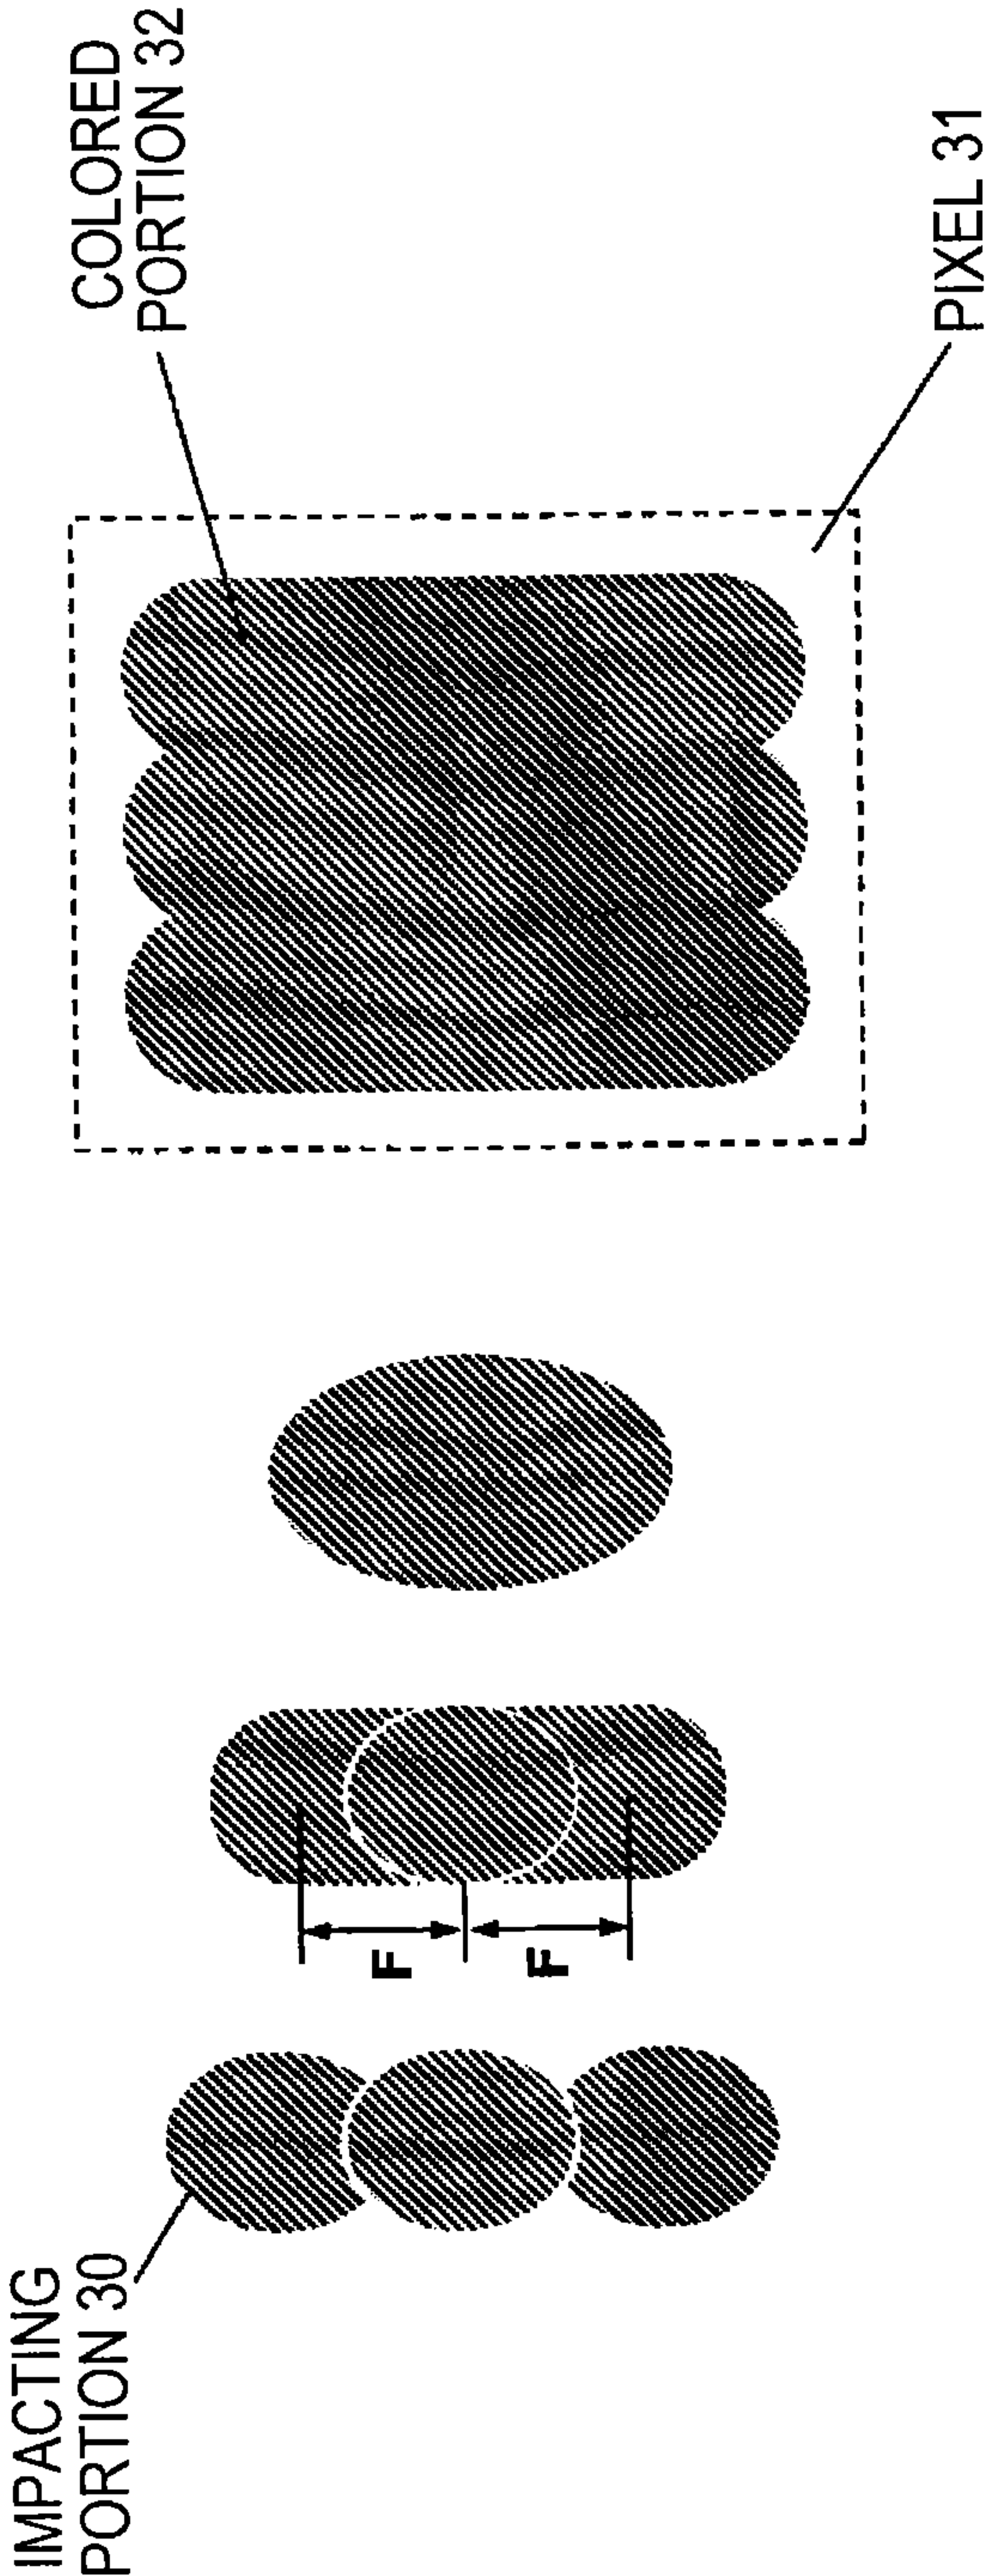 IMPACTING
PORTION 30
F
F
COLORED
PORTION 32
PIXEL 31